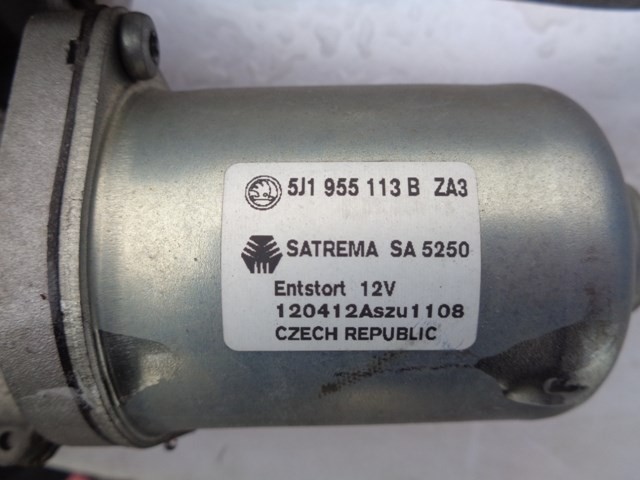 5J1 955 113 B ZA3
SATREMA SA 5250
Entstort 12V
120412Aszu1108
CZECH REPUBLIC